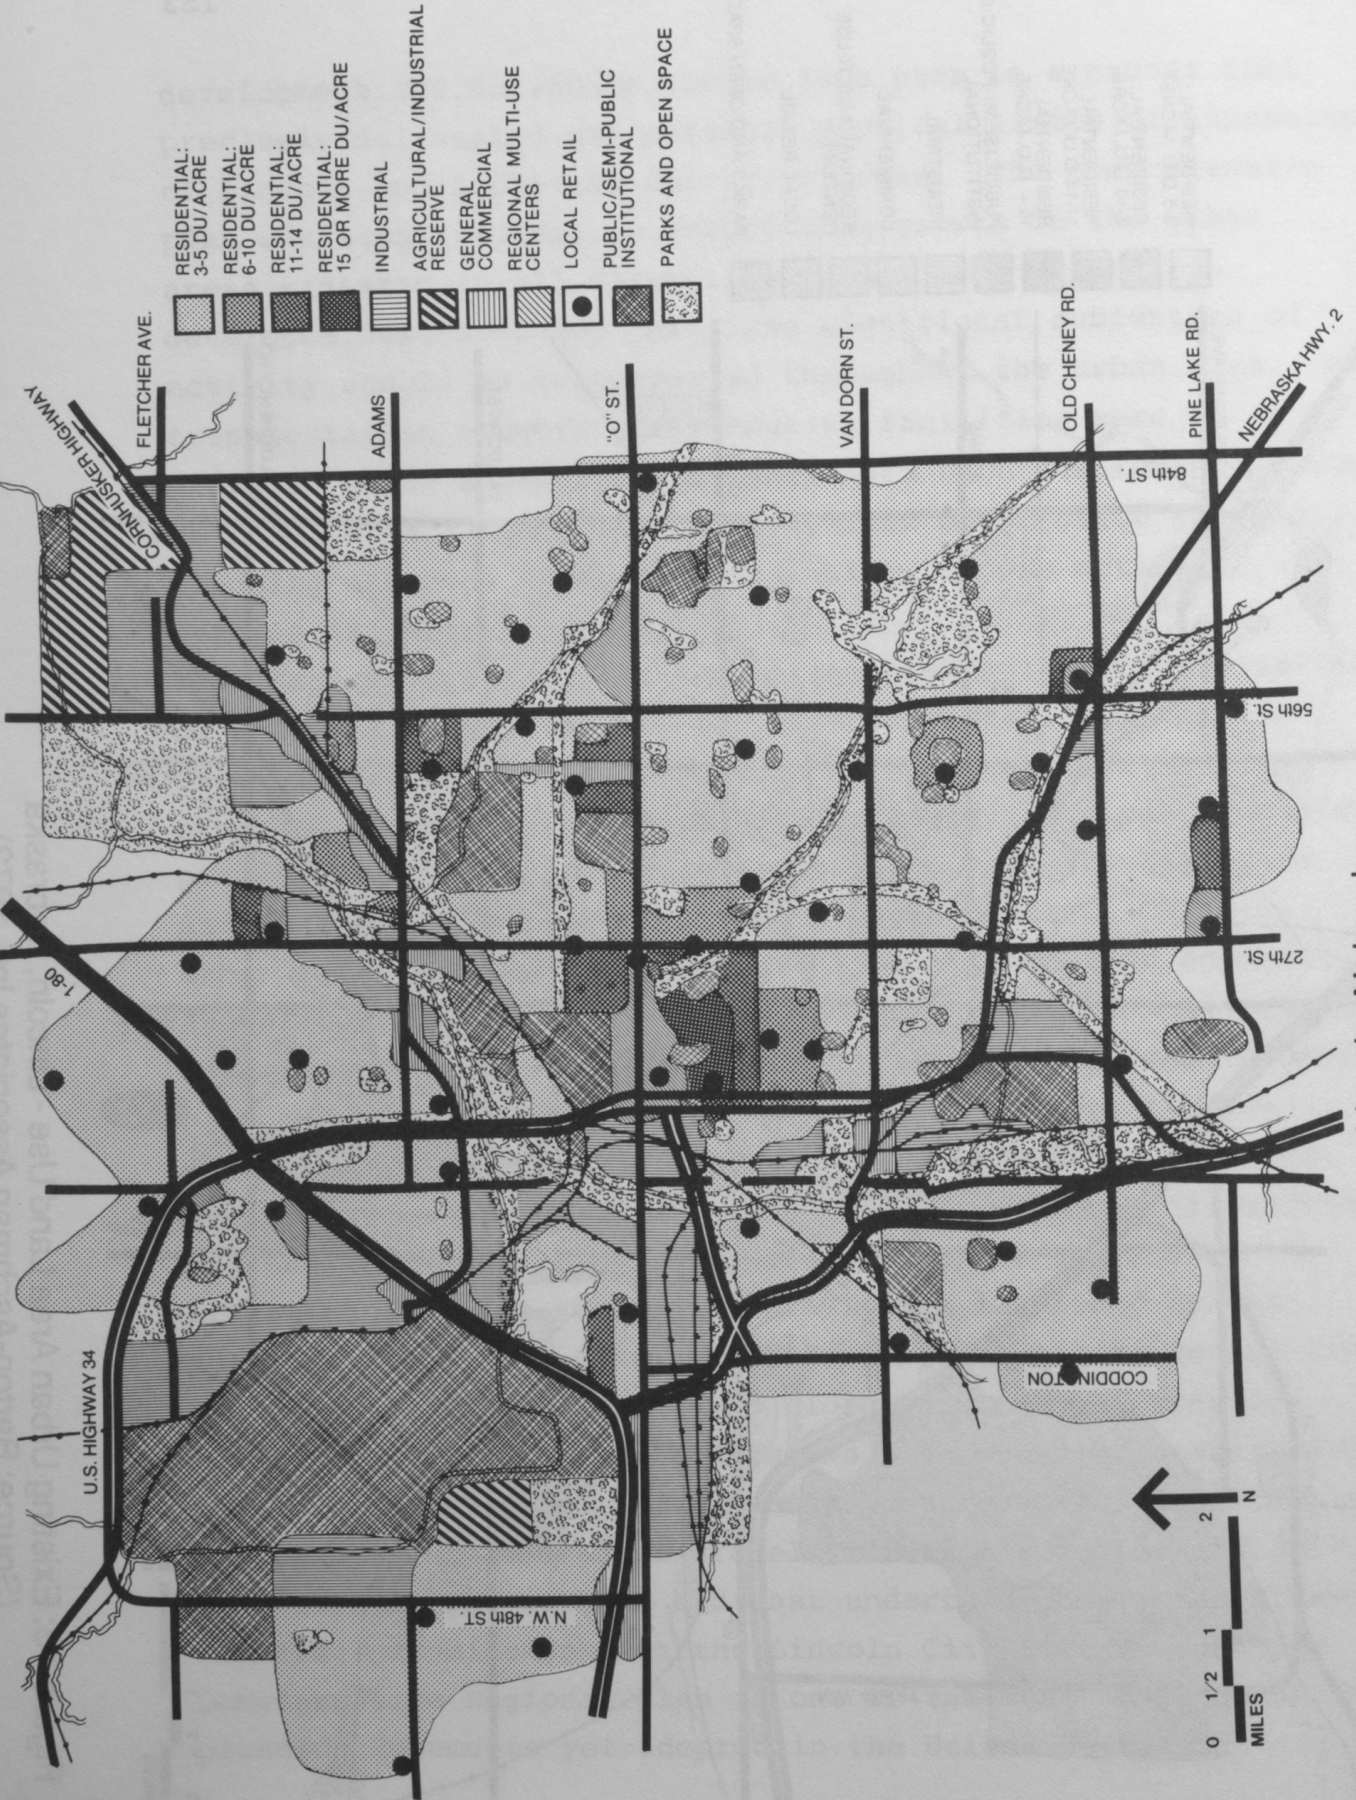 RESIDENTIAL:
3-5 DU/ACRE
RESIDENTIAL:
6-10 DU/ACRE
RESIDENTIAL:
11-14 DU/ACRE
RESIDENTIAL:
15 OR MORE DU/ACRE
INDUSTRIAL
AGRICULTURAL/INDUSTRIAL
RESERVE
GENERAL
COMMERCIAL
REGIONAL MULTI-USE
CENTERS
LOCAL RETAIL
PUBLIC/SEMI-PUBLIC
INSTITUTIONAL
PARKS AND OPEN SPACE
CORNHUSKER HIGHWAY
FLETCHER AVE.
ADAMS
"O" ST.
VAN DORN ST.
OLD CHENEY RD.
PINE LAKE RD.
NEBRASKA HWY. 2
84th ST.
56th St.
27th St.
I-80
U.S. HIGHWAY 34
CODDINGTON
N.W. 48th ST.
N
0 1/2 1 2
MILES